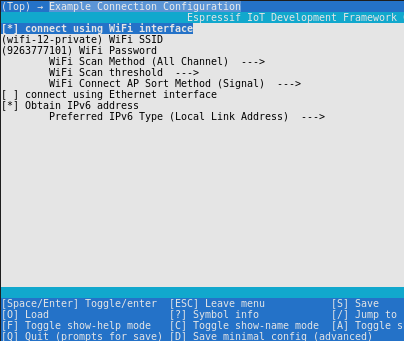 (Top) → Example Connection Configuration
Espressif IoT Development Framework
[*] connect using WiFi interface
(wifi-12-private) WiFi SSID
(9263777101) WiFi Password
WiFi Scan Method (All Channel)  --->
WiFi Scan threshold  --->
WiFi Connect AP Sort Method (Signal)  --->
[ ] connect using Ethernet interface
[*] Obtain IPv6 address
Preferred IPv6 Type (Local Link Address)  --->
[Space/Enter] Toggle/enter  [ESC] Leave menu  [S] Save
[O] Load  [?] Symbol info  [/] Jump to
[F] Toggle show-help mode  [C] Toggle show-name mode  [A] Toggle s
[Q] Quit (prompts for save)  [D] Save minimal config (advanced)